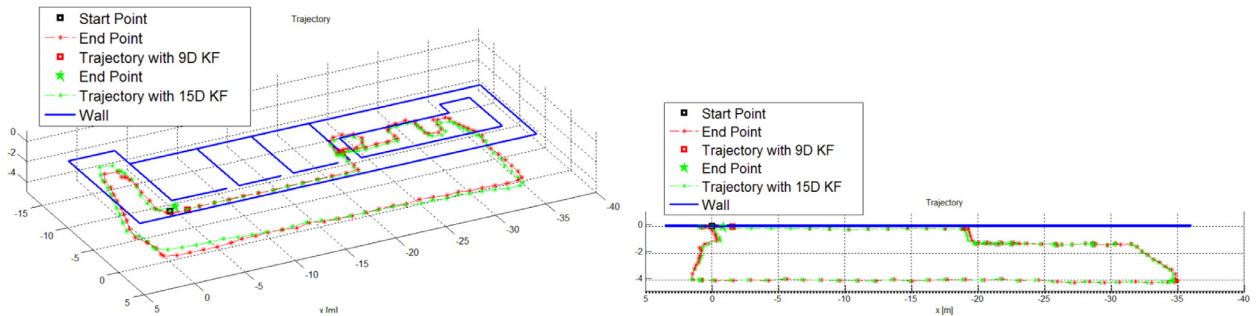 Trajectory
Start Point
End Point
Trajectory with 9D KF
End Point
Trajectory with 15D KF
Wall
0
-2
-4
-15
-10
-5
0
5
5
0
-5
-10
-15
-20
-25
-30
-35
-40
x [m]
Start Point
End Point
Trajectory with 9D KF
End Point
Trajectory with 15D KF
Wall
Trajectory
0
-2
-4
5
0
-5
-10
-15
-20
-25
-30
-35
-40
x [m]